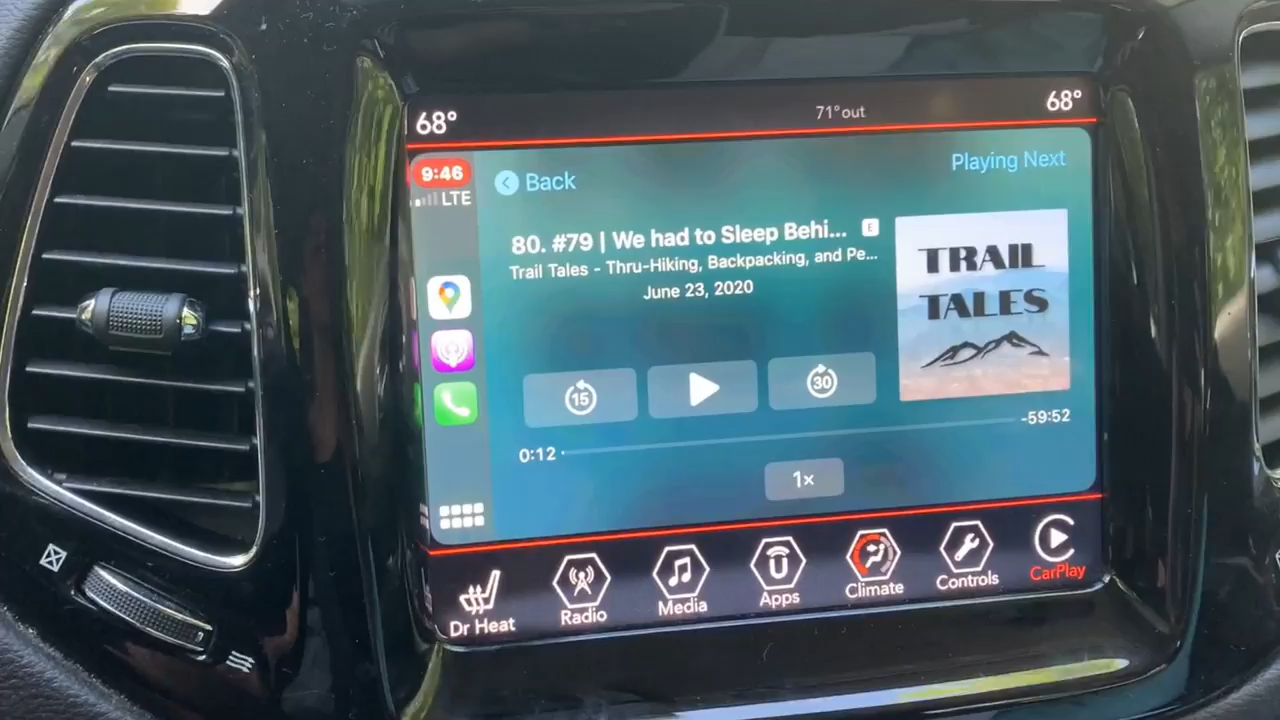 68°
71°out
68°
9:46
LTE
Back
Playing Next
80. #79 | We had to Sleep Behi... E
Trail Tales - Thru-Hiking, Backpacking, and Pe...
June 23, 2020
TRAIL
TALES
15
30
0:12
-59:52
1×
Dr Heat
Radio
Media
Apps
Climate
Controls
CarPlay